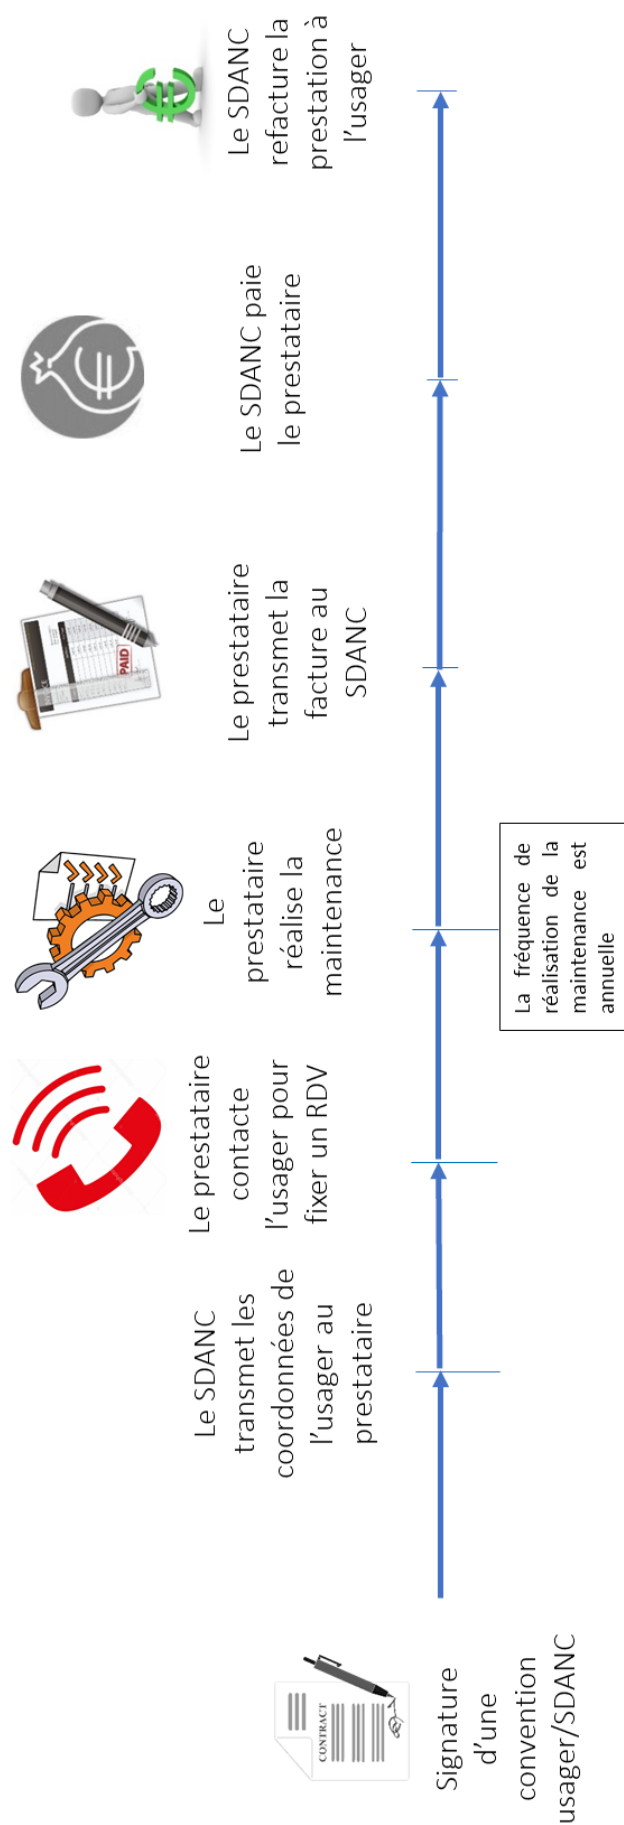 CONTRACT
Signature
d'une
convention
usager/SDANC
Le SDANC
transmet les
coordonnées de
l'usager au
prestataire
Le prestataire
contacte
l'usager pour
fixer un RDV
Le
prestataire
réalise la
maintenance
La fréquence de
réalisation de la
maintenance est
annuelle
PAID
Le prestataire
transmet la
facture au
SDANC
Le SDANC paie
le prestataire
Le SDANC
refacture la
prestation à
l'usager